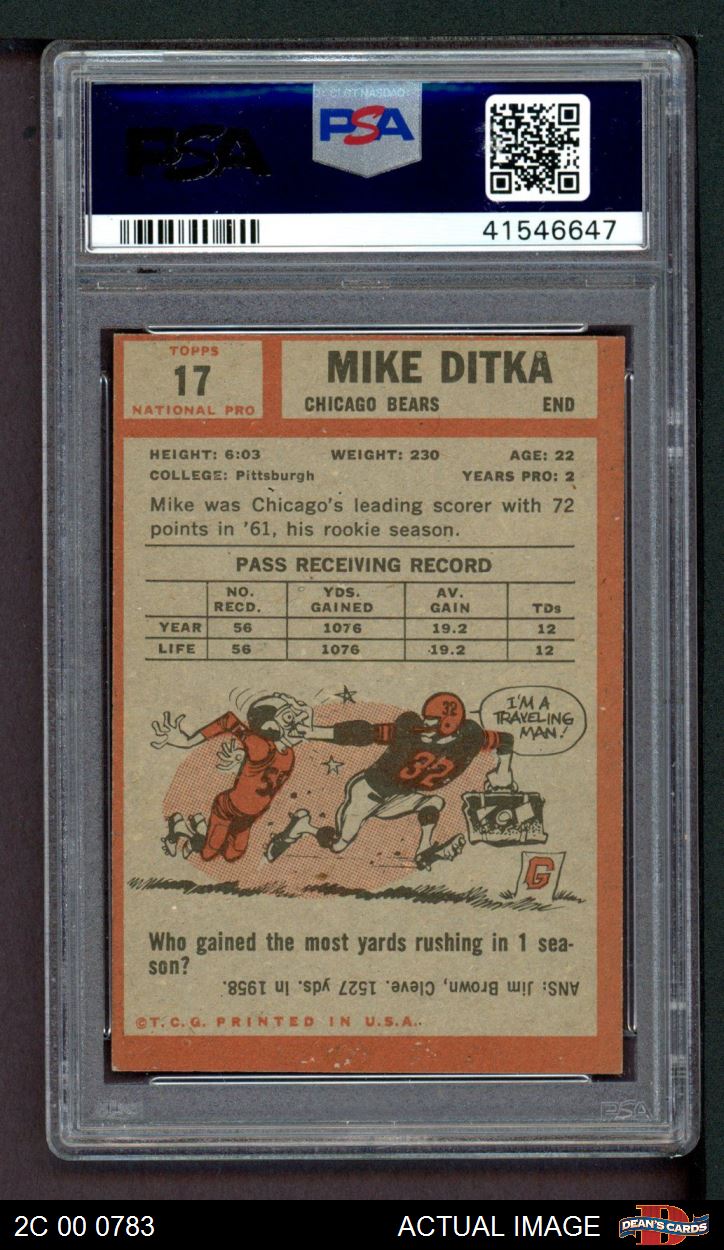 PSA
PSA
41546647
TOPPS
17
NATIONAL PRO
MIKE DITKA
CHICAGO BEARS END
HEIGHT: 6:03 WEIGHT: 230 AGE: 22
COLLEGE: Pittsburgh YEARS PRO: 2
Mike was Chicago's leading scorer with 72
points in '61, his rookie season.
PASS RECEIVING RECORD
NO. RECD. YDS. GAINED AV. GAIN TDs
YEAR 56 1076 19.2 12
LIFE 56 1076 19.2 12
32
I'M A
TRAVELING
MAN!
32
G
Who gained the most yards rushing in 1 sea-
son?
ANS: Jim Brown, Cleve. 1527 yds. In 1958.
©T.C.G. PRINTED IN U.S.A.
PSA
2C 00 0783
ACTUAL IMAGE
DEAN'S CARDS